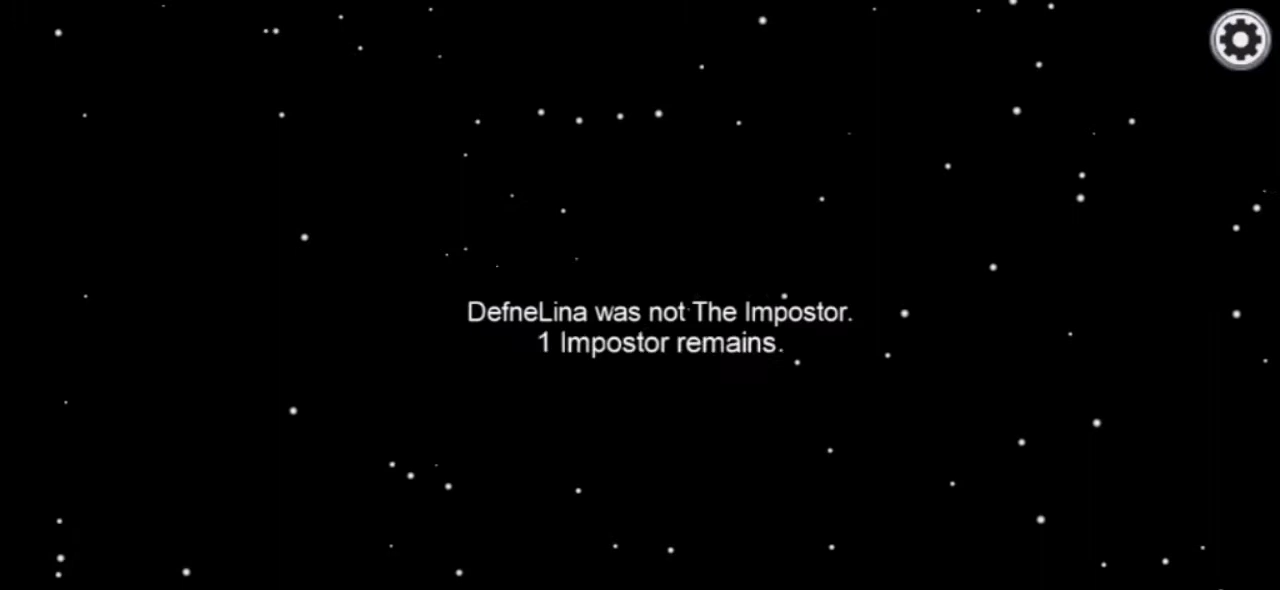 DefneLina was not The Impostor.
1 Impostor remains.